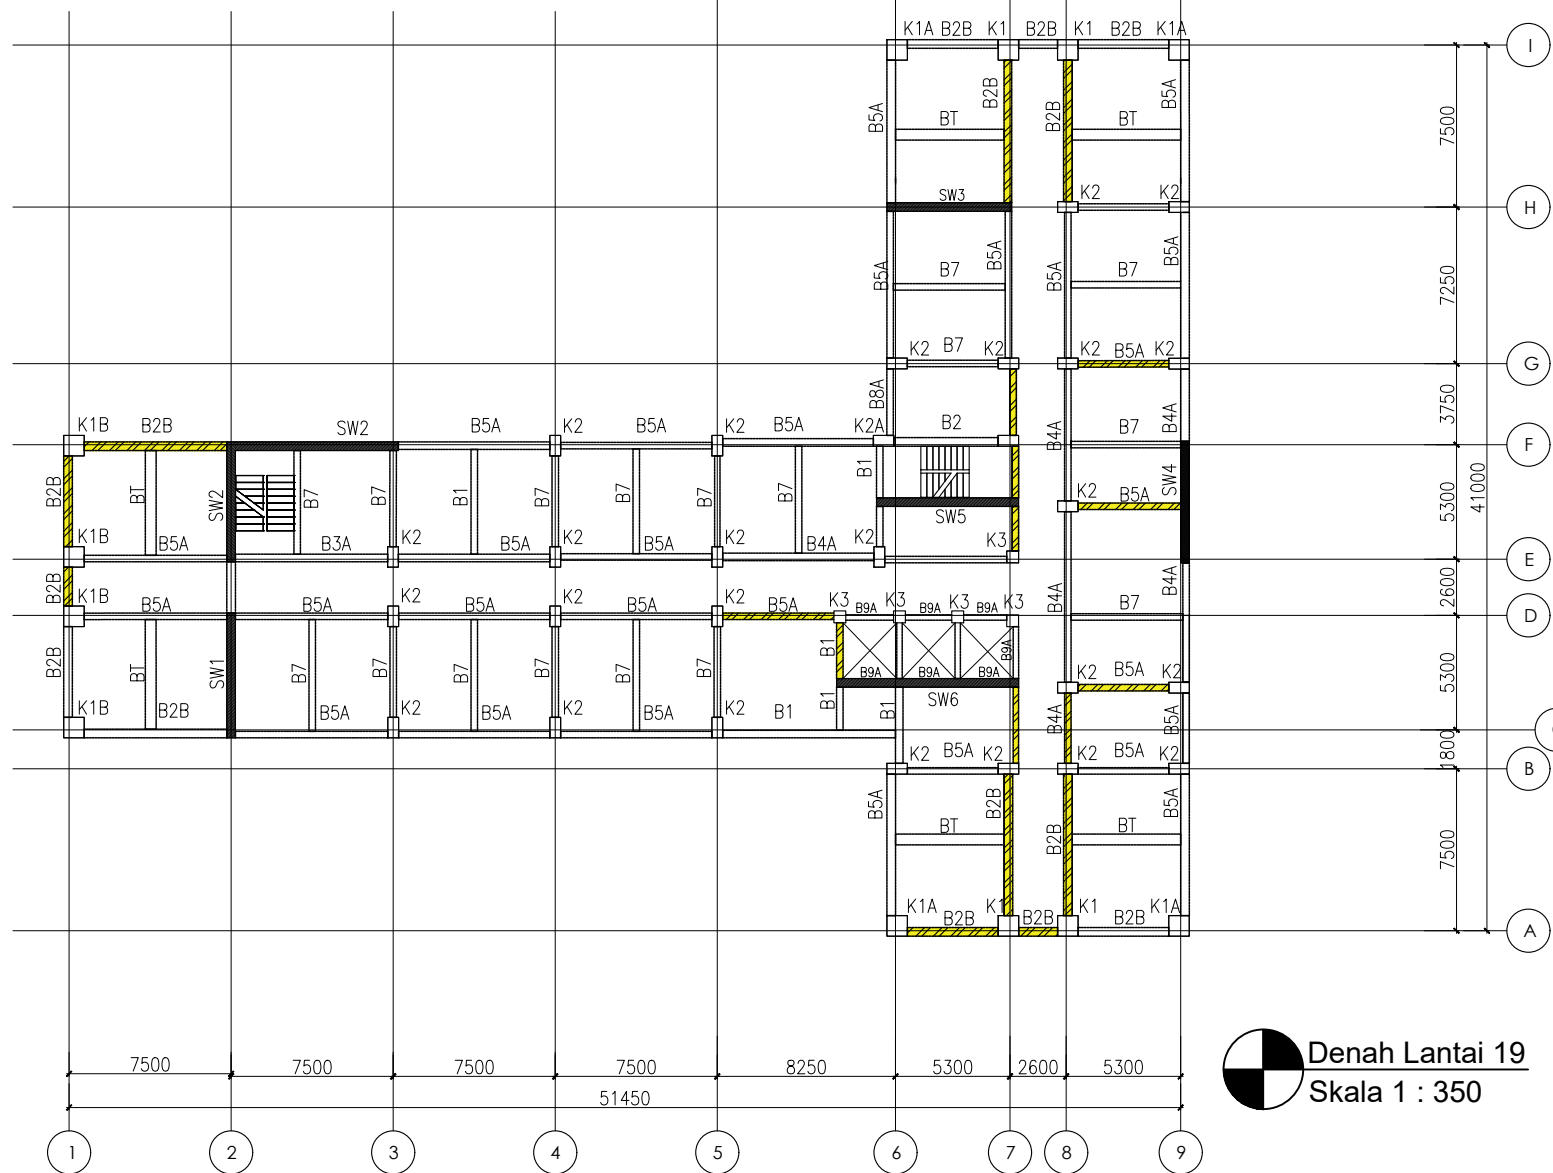 K1A B2B K1 B2B K1 B2B K1A
I
B5A B2B B2B B5A
BT BT
7500
SW3 K2 K2
H
B5A B7 B5A B5A B7 B5A
7250
K2 B7 K2 K2 B5A K2
G
B8A
3750
K1B B2B SW2 B5A K2 B5A K2 B5A K2A B2 B4A B7 B4A
F
B2B BT SW2 B7 B7 B1 B7 B7 B7 B1 SW4
K2 B5A
SW5
5300
41000
K1B B5A B3A K2 B5A K2 B5A K2 B4A K2 K3
E
B2B B4A B4A
2600
K1B B5A B5A K2 B5A K2 B5A K2 B5A K3 B9A K3 B9A K3 B9A K3 B7
D
B2B BT SW1 B7 B7 B1 B7 B7 B7 B1 B9A
B9A B9A B9A
K2 B5A K2
5300
SW6
K1B B2B B5A K2 B5A K2 B5A K2 B1 B1 B1 B4A B5A
K2 B5A K2 K2 B5A K2
1800
B
B5A B2B B2B B5A
BT BT
7500
K1A B2B K1 B2B K1 B2B K1A
A
Denah Lantai 19
Skala 1 : 350
7500 7500 7500 7500 8250 5300 2600 5300
51450
1 2 3 4 5 6 7 8 9